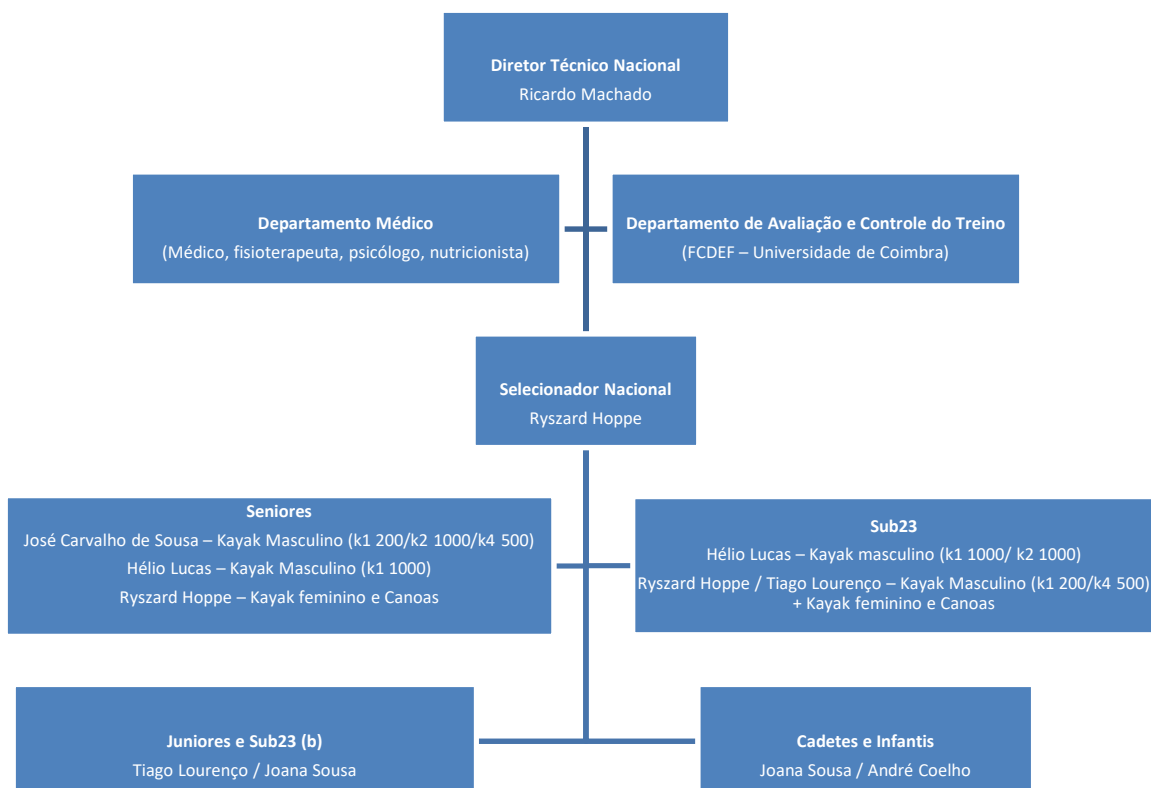 Diretor Técnico Nacional
Ricardo Machado
Departamento Médico
(Médico, fisioterapeuta, psicólogo, nutricionista)
Departamento de Avaliação e Controle do Treino
(FCDEF – Universidade de Coimbra)
Selecionador Nacional
Ryszard Hoppe
Seniores
José Carvalho de Sousa – Kayak Masculino (k1 200/k2 1000/k4 500)
Hélio Lucas – Kayak Masculino (k1 1000)
Ryszard Hoppe – Kayak feminino e Canoas
Sub23
Hélio Lucas – Kayak masculino (k1 1000/ k2 1000)
Ryszard Hoppe / Tiago Lourenço – Kayak Masculino (k1 200/k4 500)
+ Kayak feminino e Canoas
Juniores e Sub23 (b)
Tiago Lourenço / Joana Sousa
Cadetes e Infantis
Joana Sousa / André Coelho